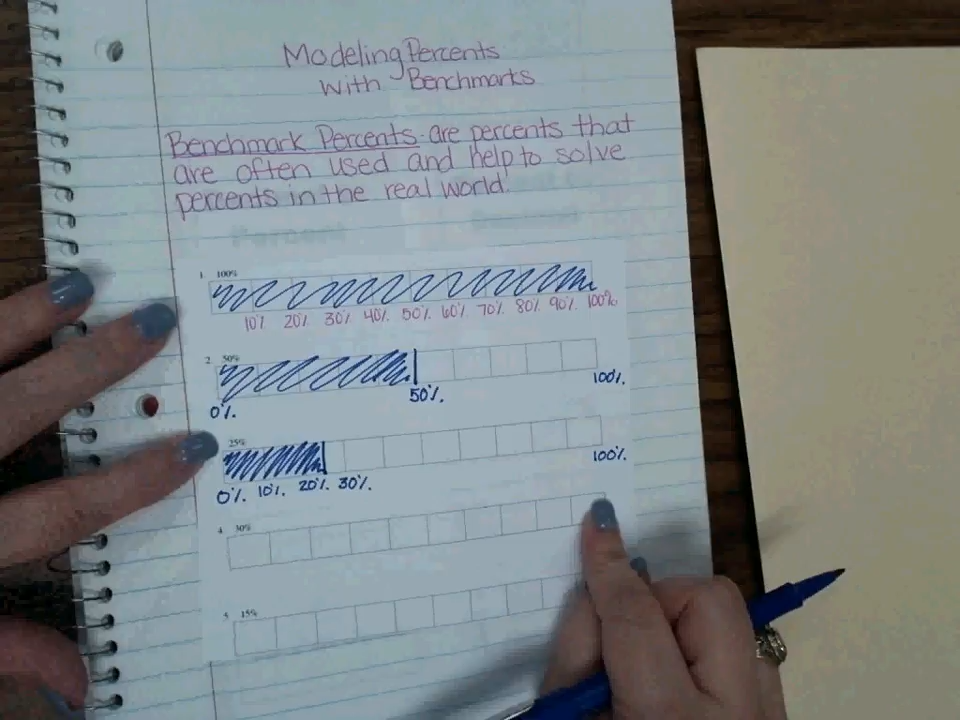 Modeling Percents
with Benchmarks
Benchmark Percents - are percents that
are often used and help to solve
percents in the real world.
1. 100%
10% 20% 30% 40% 50% 60% 70% 80% 90% 100%
2. 50%
0% 50% 100%
25%
0% 10% 20% 30% 100%
4. 30%
5. 15%